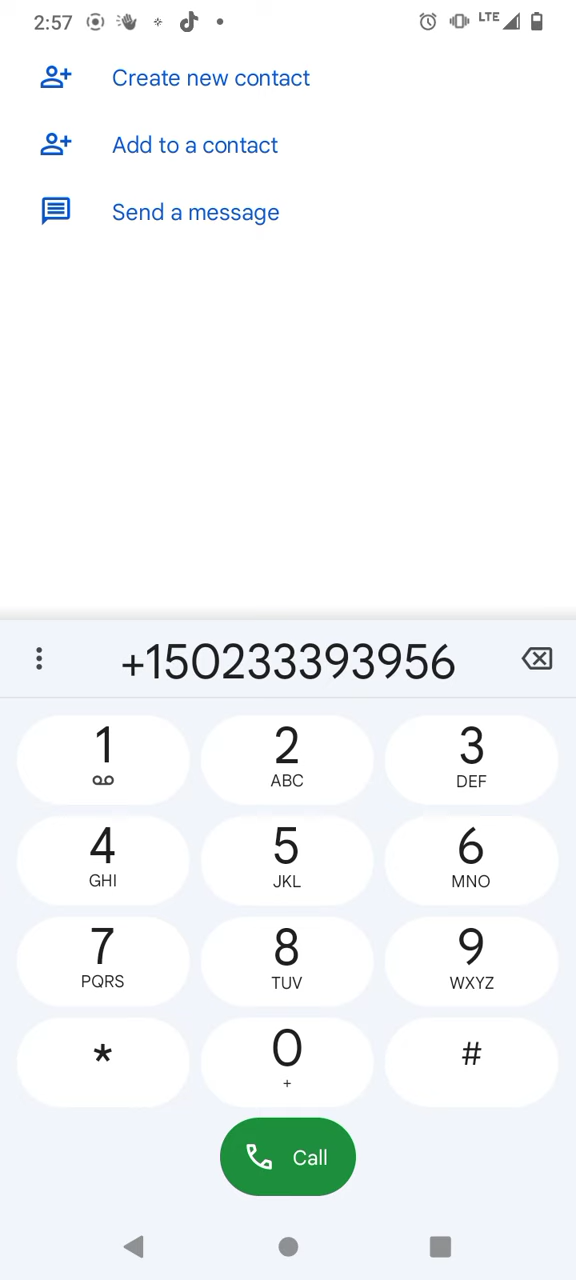 2:57 LTE
Create new contact
Add to a contact
Send a message
+150233393956
1 2 3
ABC DEF
4 5 6
GHI JKL MNO
7 8 9
PQRS TUV WXYZ
* 0 #
+
Call